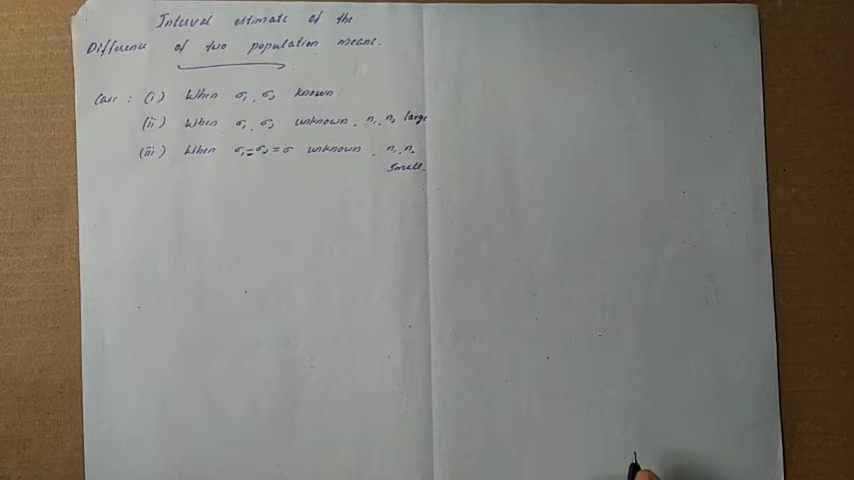 Interval estimate of the
Difference of two population means.
Case : (i) When σ₁, σ₂ known.
(ii) When σ₁, σ₂ unknown. n₁, n₂ large
(iii) When σ₁ = σ₂ = σ unknown. n₁, n₂
small.